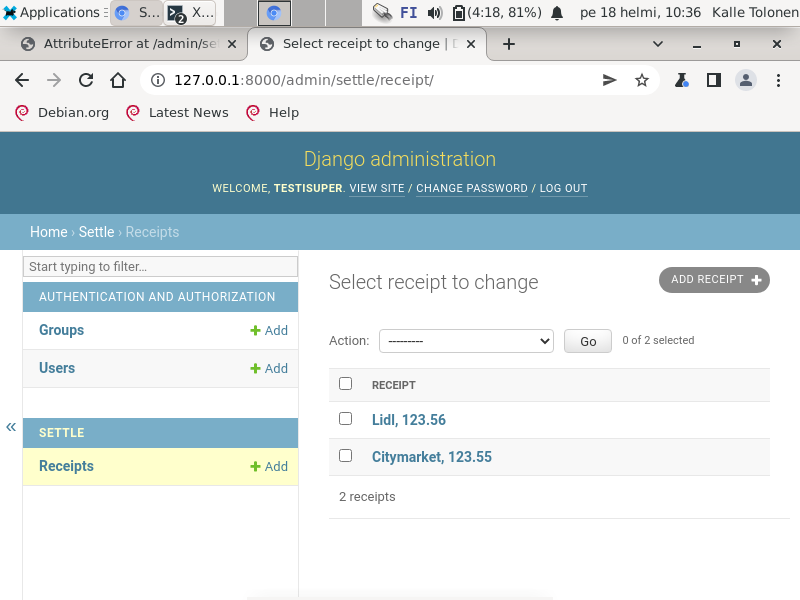 Applications S... X... FI (4:18, 81%) pe 18 helmi, 10:36 Kalle Tolonen
AttributeError at /admin/se Select receipt to change |
127.0.0.1:8000/admin/settle/receipt/
Debian.org Latest News Help
Django administration
WELCOME, TESTISUPER. VIEW SITE / CHANGE PASSWORD / LOG OUT
Home › Settle › Receipts
Start typing to filter...
AUTHENTICATION AND AUTHORIZATION
Groups + Add
Users + Add
«
SETTLE
Receipts + Add
Select receipt to change
ADD RECEIPT +
Action: --------- Go 0 of 2 selected
RECEIPT
Lidl, 123.56
Citymarket, 123.55
2 receipts